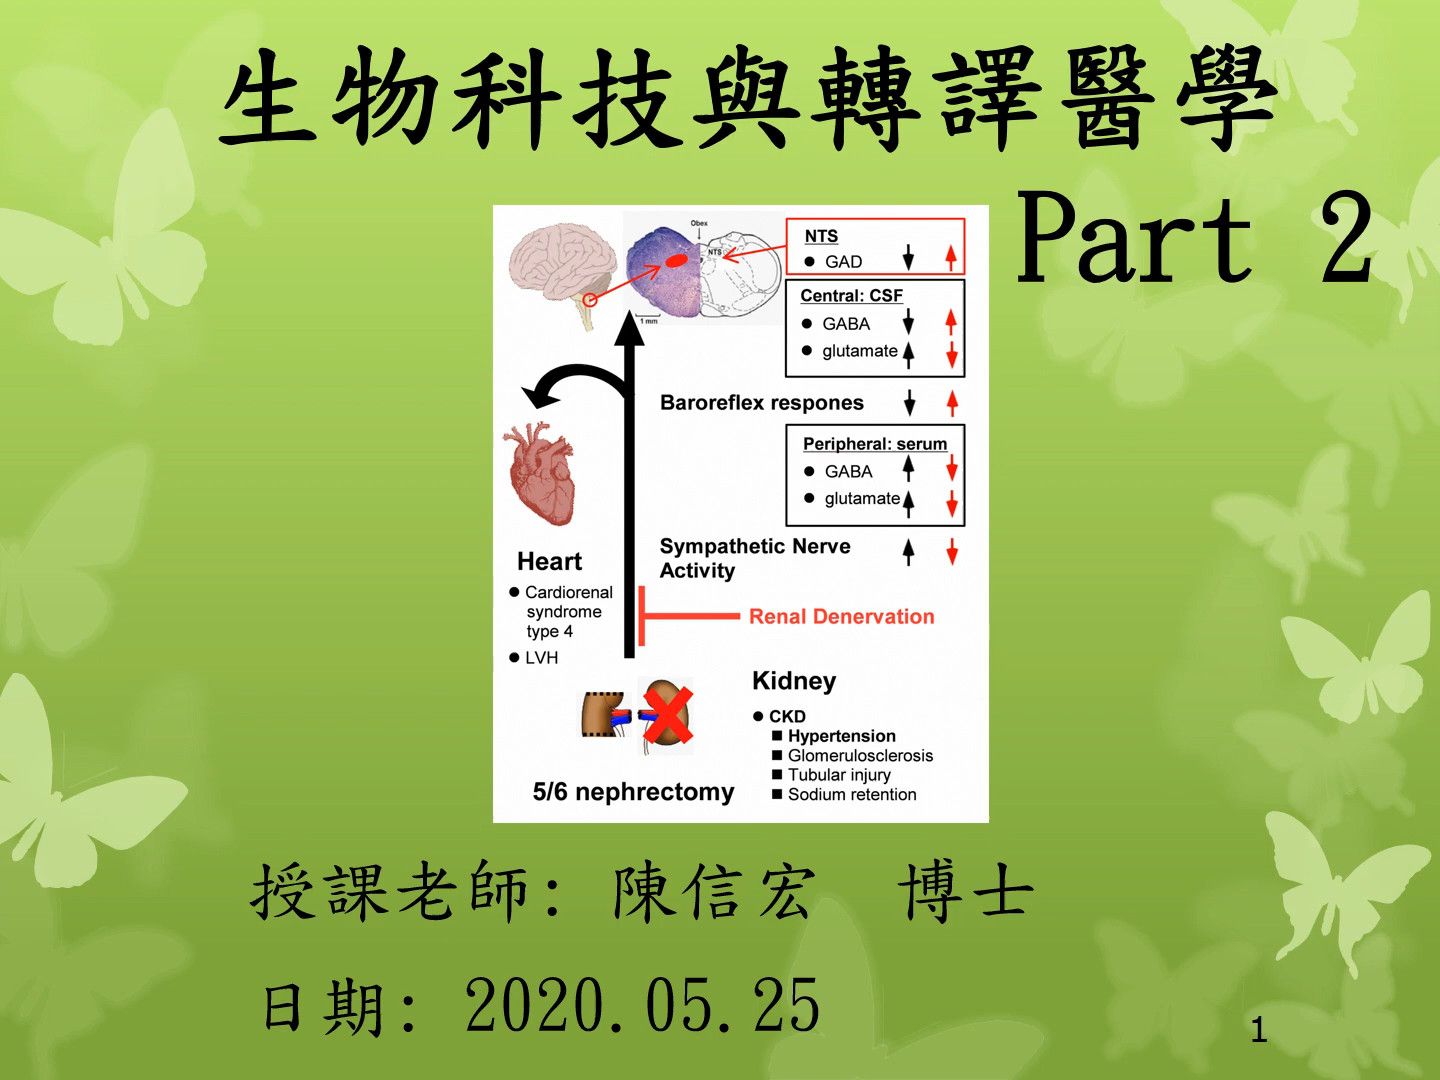 生物科技與轉譯醫學
Part 2
Obex
NTS
1 mm
NTS
● GAD
Central: CSF
● GABA
● glutamate
Baroreflex respones
Peripheral: serum
● GABA
● glutamate
Sympathetic Nerve
Activity
Heart
● Cardiorenal
syndrome
type 4
● LVH
Renal Denervation
Kidney
● CKD
■ Hypertension
■ Glomerulosclerosis
■ Tubular injury
■ Sodium retention
5/6 nephrectomy
授課老師: 陳信宏 博士
日期: 2020.05.25
1